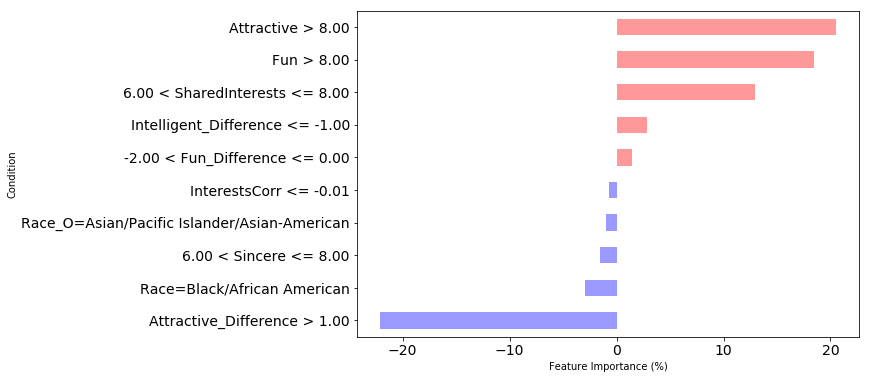 Attractive > 8.00
Fun > 8.00
6.00 < SharedInterests <= 8.00
Intelligent_Difference <= -1.00
-2.00 < Fun_Difference <= 0.00
InterestsCorr <= -0.01
Race_O=Asian/Pacific Islander/Asian-American
6.00 < Sincere <= 8.00
Race=Black/African American
Attractive_Difference > 1.00
Condition
−20 −10 0 10 20
Feature Importance (%)